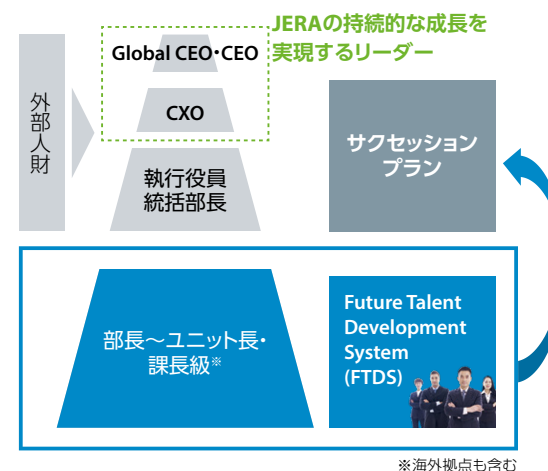 JERAの持続的な成長を
実現するリーダー
Global CEO・CEO
CXO
外部人財
執行役員
統括部長
サクセッション
プラン
部長～ユニット長・
課長級※
Future Talent
Development
System
(FTDS)
※海外拠点も含む